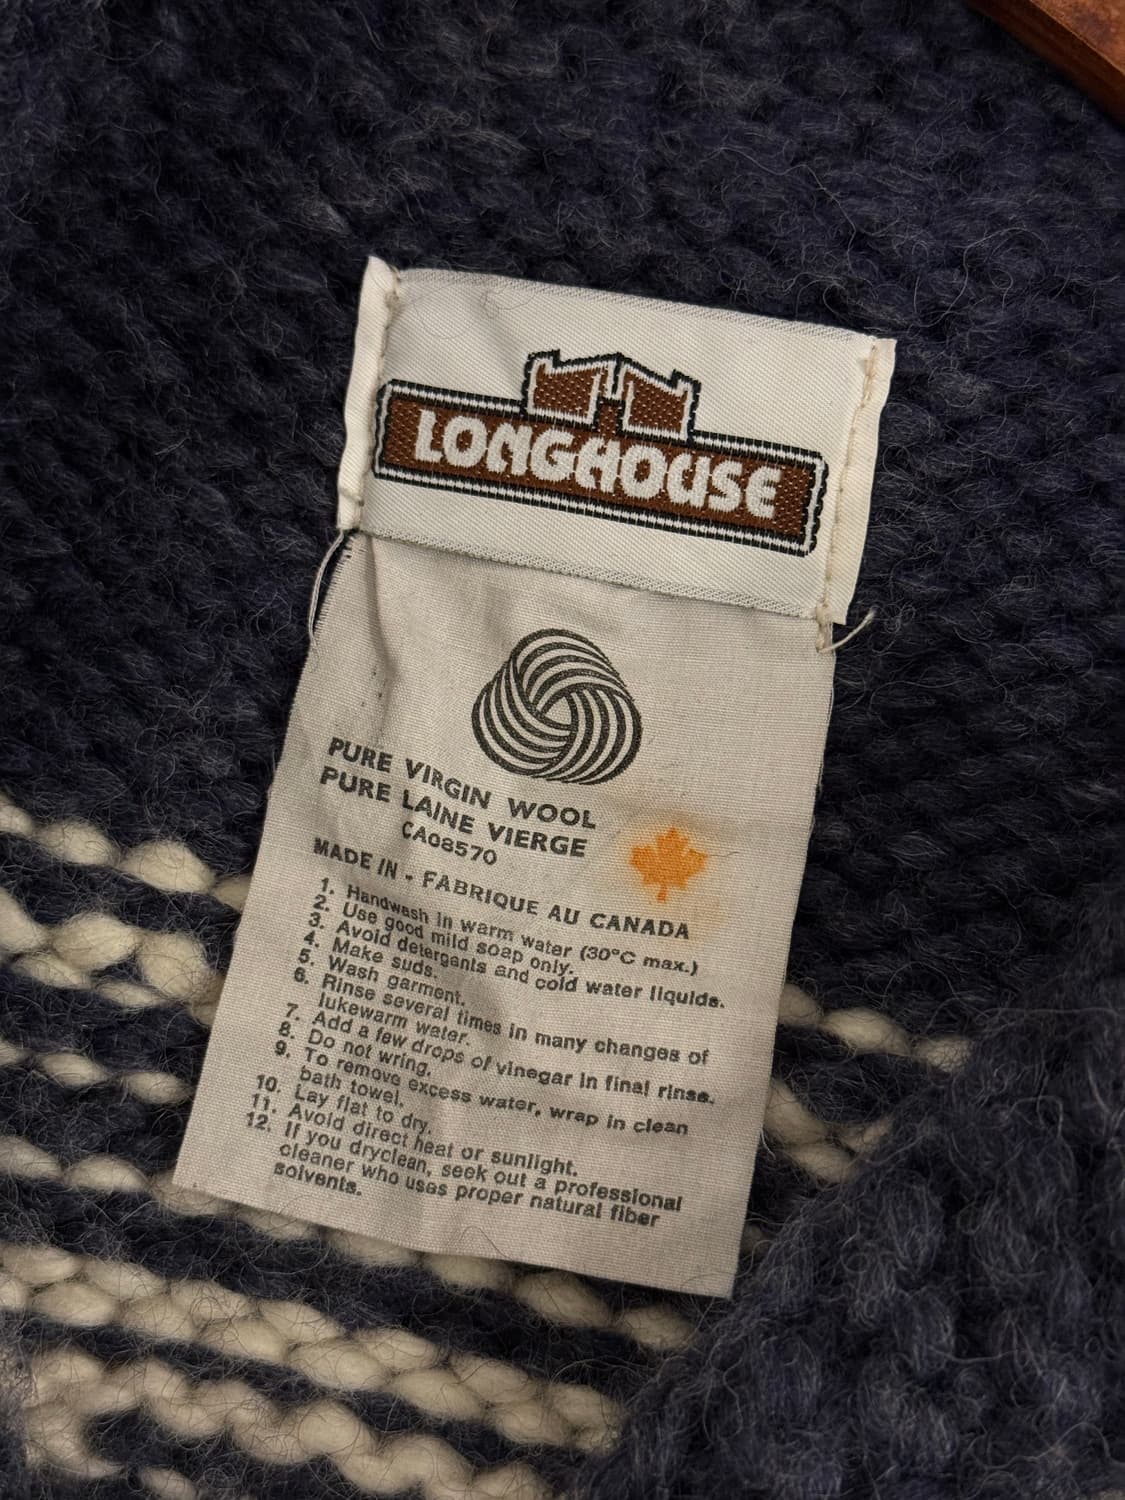 LONGHOUSE
PURE VIRGIN WOOL
PURE LAINE VIERGE
CA08570
MADE IN - FABRIQUE AU CANADA
1. Handwash in warm water (30°C max.)
2. Use good mild soap only.
3. Avoid detergents and cold water liquids.
4. Make suds.
5. Wash garment.
6. Rinse several times in many changes of
lukewarm water.
7. Add a few drops of vinegar in final rinse.
8. Do not wring.
9. To remove excess water, wrap in clean
bath towel.
10. Lay flat to dry.
11. Avoid direct heat or sunlight.
12. If you dryclean, seek out a professional
cleaner who uses proper natural fiber
solvents.